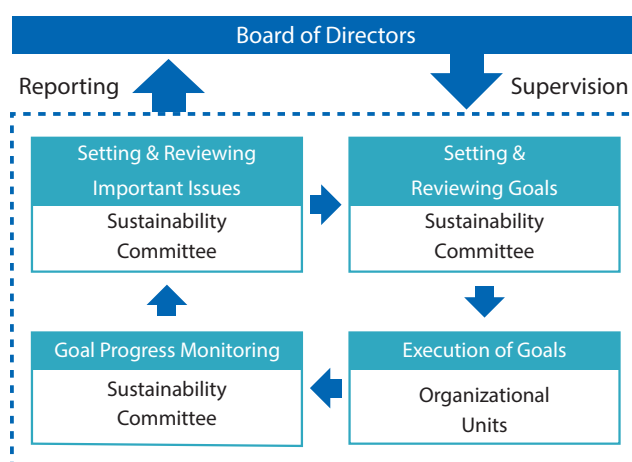 Board of Directors
Reporting
Supervision
Setting & Reviewing
Important Issues
Sustainability
Committee
Setting &
Reviewing Goals
Sustainability
Committee
Goal Progress Monitoring
Sustainability
Committee
Execution of Goals
Organizational
Units